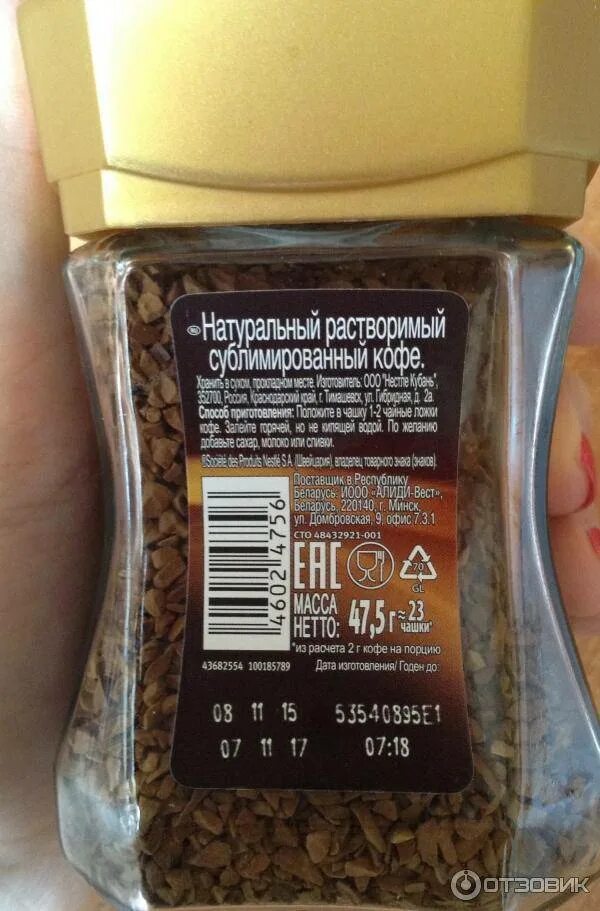 Натуральный растворимый
сублимированный кофе.
Хранить в сухом, прохладном месте. Изготовитель: ООО "Нестле Кубань",
352700, Россия, Краснодарский край, г. Тимашевск, ул. Гибридная, д. 2а.
Способ приготовления: Положите в чашку 1-2 чайные ложки
кофе. Залейте горячей, но не кипящей водой. По желанию
добавьте сахар, молоко или сливки.
©Société des Produits Nestlé S.A. (Швейцария), владелец товарного знака (знаков).
Поставщик в Республику
Беларусь: ИООО «АЛИДИ-Вест»,
Беларусь, 220140, г. Минск,
ул. Домбровская, 9, офис 7.3.1
СТО 48432921-001
4602 4756
ЕАС
70
GL
МАССА
НЕТТО: 47,5 г ≈ 23
чашки*
*из расчета 2 г кофе на порцию
43682554 100185789
Дата изготовления/ Годен до:
08 11 15 53540895E1
07 11 17 07:18
ОТЗОВИК